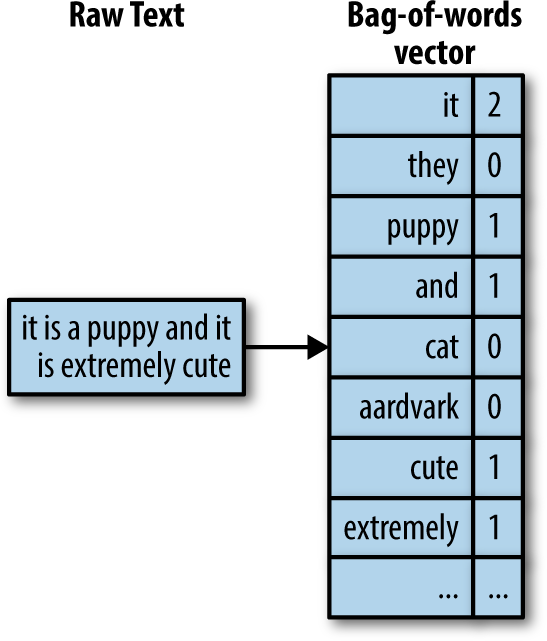 Raw Text
Bag-of-words
vector
it is a puppy and it
is extremely cute
it 2
they 0
puppy 1
and 1
cat 0
aardvark 0
cute 1
extremely 1
... ...